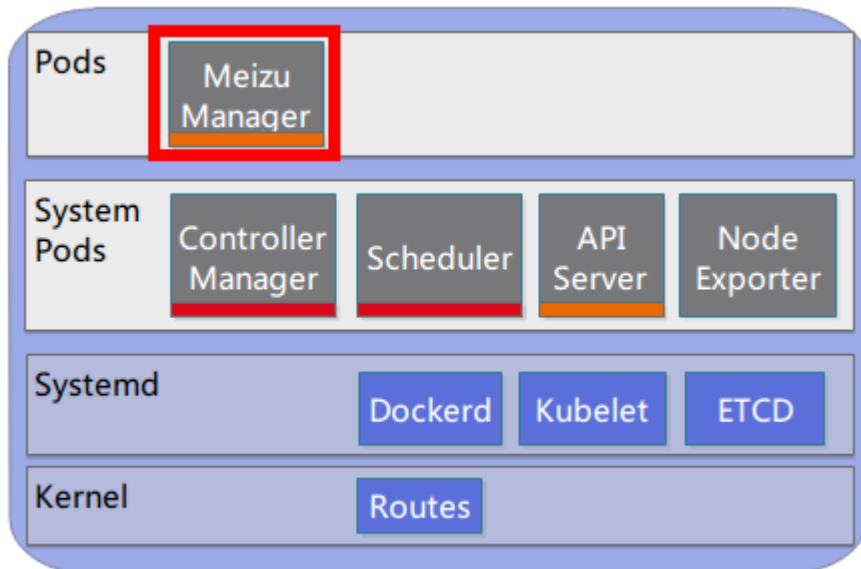 Pods
Meizu
Manager
System
Pods
Controller
Manager
Scheduler
API
Server
Node
Exporter
Systemd
Dockerd
Kubelet
ETCD
Kernel
Routes